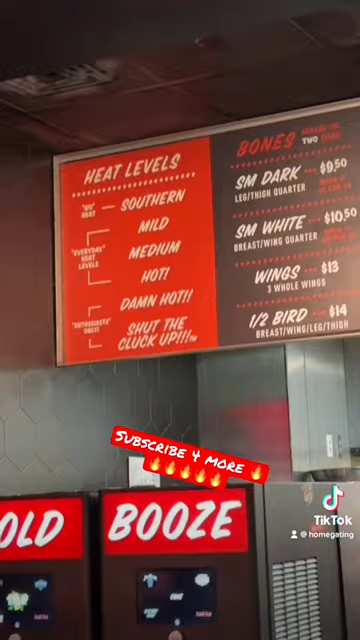 HEAT LEVELS
"NO" HEAT
SOUTHERN
"EVERYDAY" HEAT LEVELS
MILD
MEDIUM
HOT!
"ENTHUSIASTS" ONLY!
DAMN HOT!!
SHUT THE
CLUCK UP!!!TM
BONES
TWO
SM DARK $9.50
LEG/THIGH QUARTER
SM WHITE $10.50
BREAST/WING QUARTER
WINGS $13
3 WHOLE WINGS
1/2 BIRD $14
BREAST/WING/LEG/THIGH
SUBSCRIBE 4 MORE 🔥
🔥🔥🔥🔥🔥
OLD
BOOZE
TikTok
@homegating